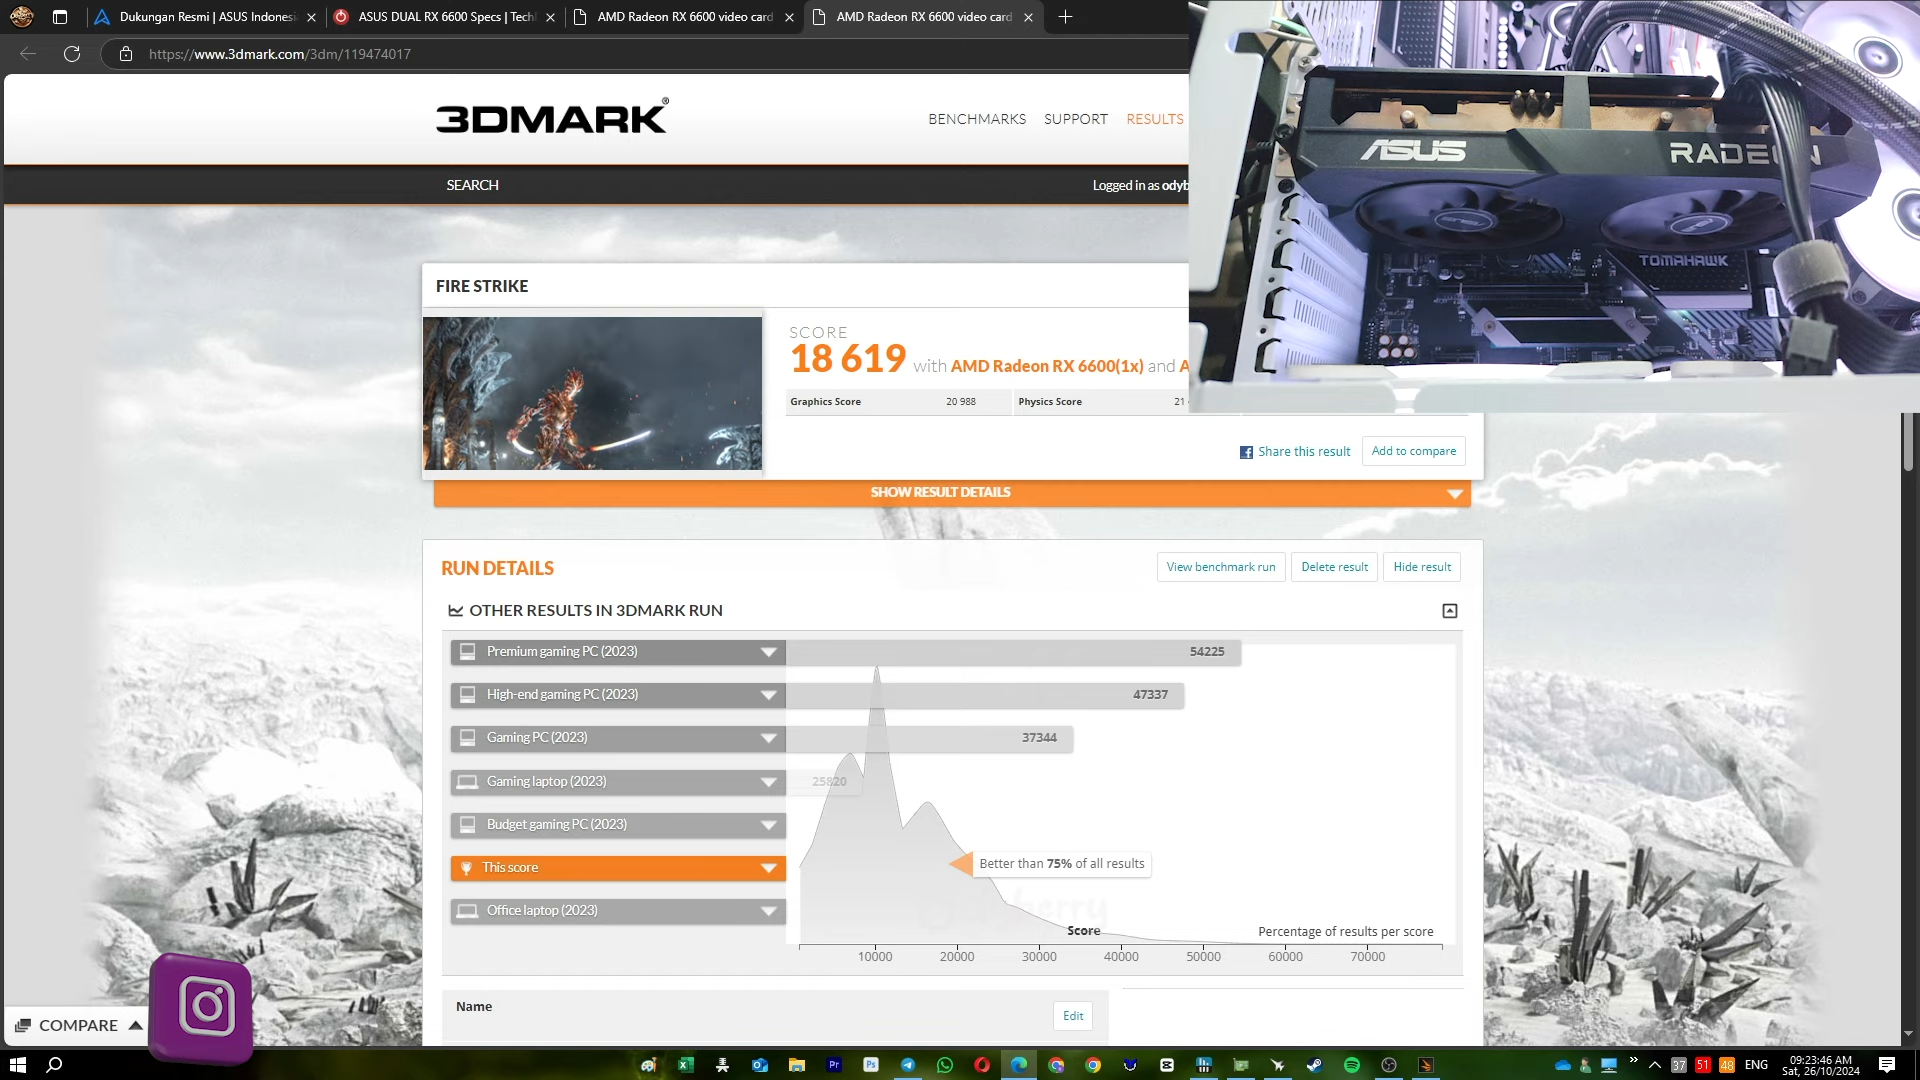 Dukungan Resmi | ASUS Indonesi
ASUS DUAL RX 6600 Specs | Tech
AMD Radeon RX 6600 video card
AMD Radeon RX 6600 video card
https://www.3dmark.com/3dm/119474017
3DMARK®
BENCHMARKS SUPPORT RESULTS
SEARCH
Logged in as odyb
ASUS
RADEON
TOMAHAWK
FIRE STRIKE
SCORE
18 619 with AMD Radeon RX 6600(1x) and A
Graphics Score 20 988 Physics Score 21
Share this result Add to compare
SHOW RESULT DETAILS
RUN DETAILS
View benchmark run Delete result Hide result
OTHER RESULTS IN 3DMARK RUN
Premium gaming PC (2023) 54225
High-end gaming PC (2023) 47337
Gaming PC (2023) 37344
Gaming laptop (2023) 25820
Budget gaming PC (2023)
This score
Better than 75% of all results
Office laptop (2023)
Score
Percentage of results per score
10000 20000 30000 40000 50000 60000 70000
Name
Edit
COMPARE
37 51 48 ENG
09:23:46 AM
Sat, 26/10/2024